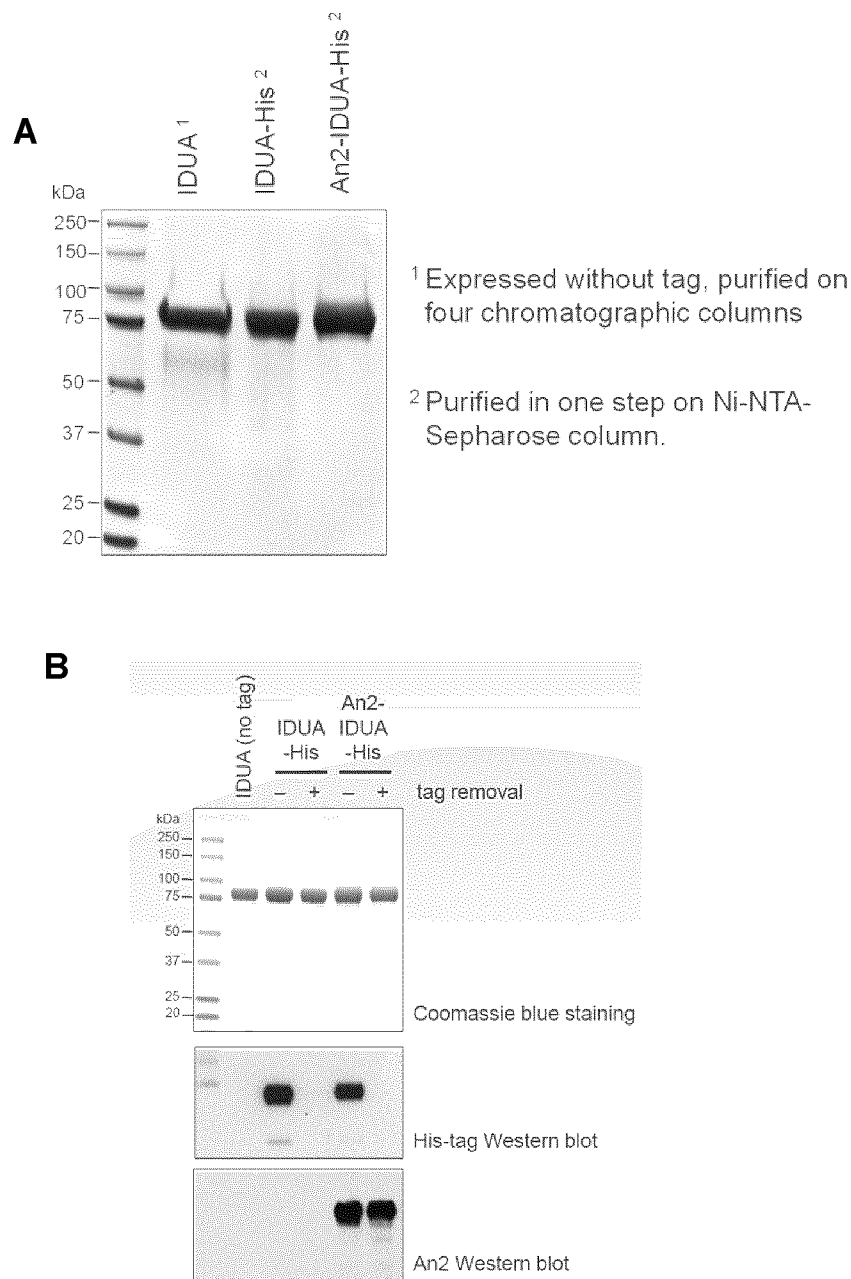 A
IDUA 1
IDUA-His 2
An2-IDUA-His 2
kDa
250
150
100
75
50
37
25
20
1 Expressed without tag, purified on
four chromatographic columns
2 Purified in one step on Ni-NTA-
Sepharose column.
B
IDUA (no tag)
IDUA
-His
An2-
IDUA
-His
– + – + tag removal
kDa
250
150
100
75
50
37
25
20
Coomassie blue staining
His-tag Western blot
An2 Western blot